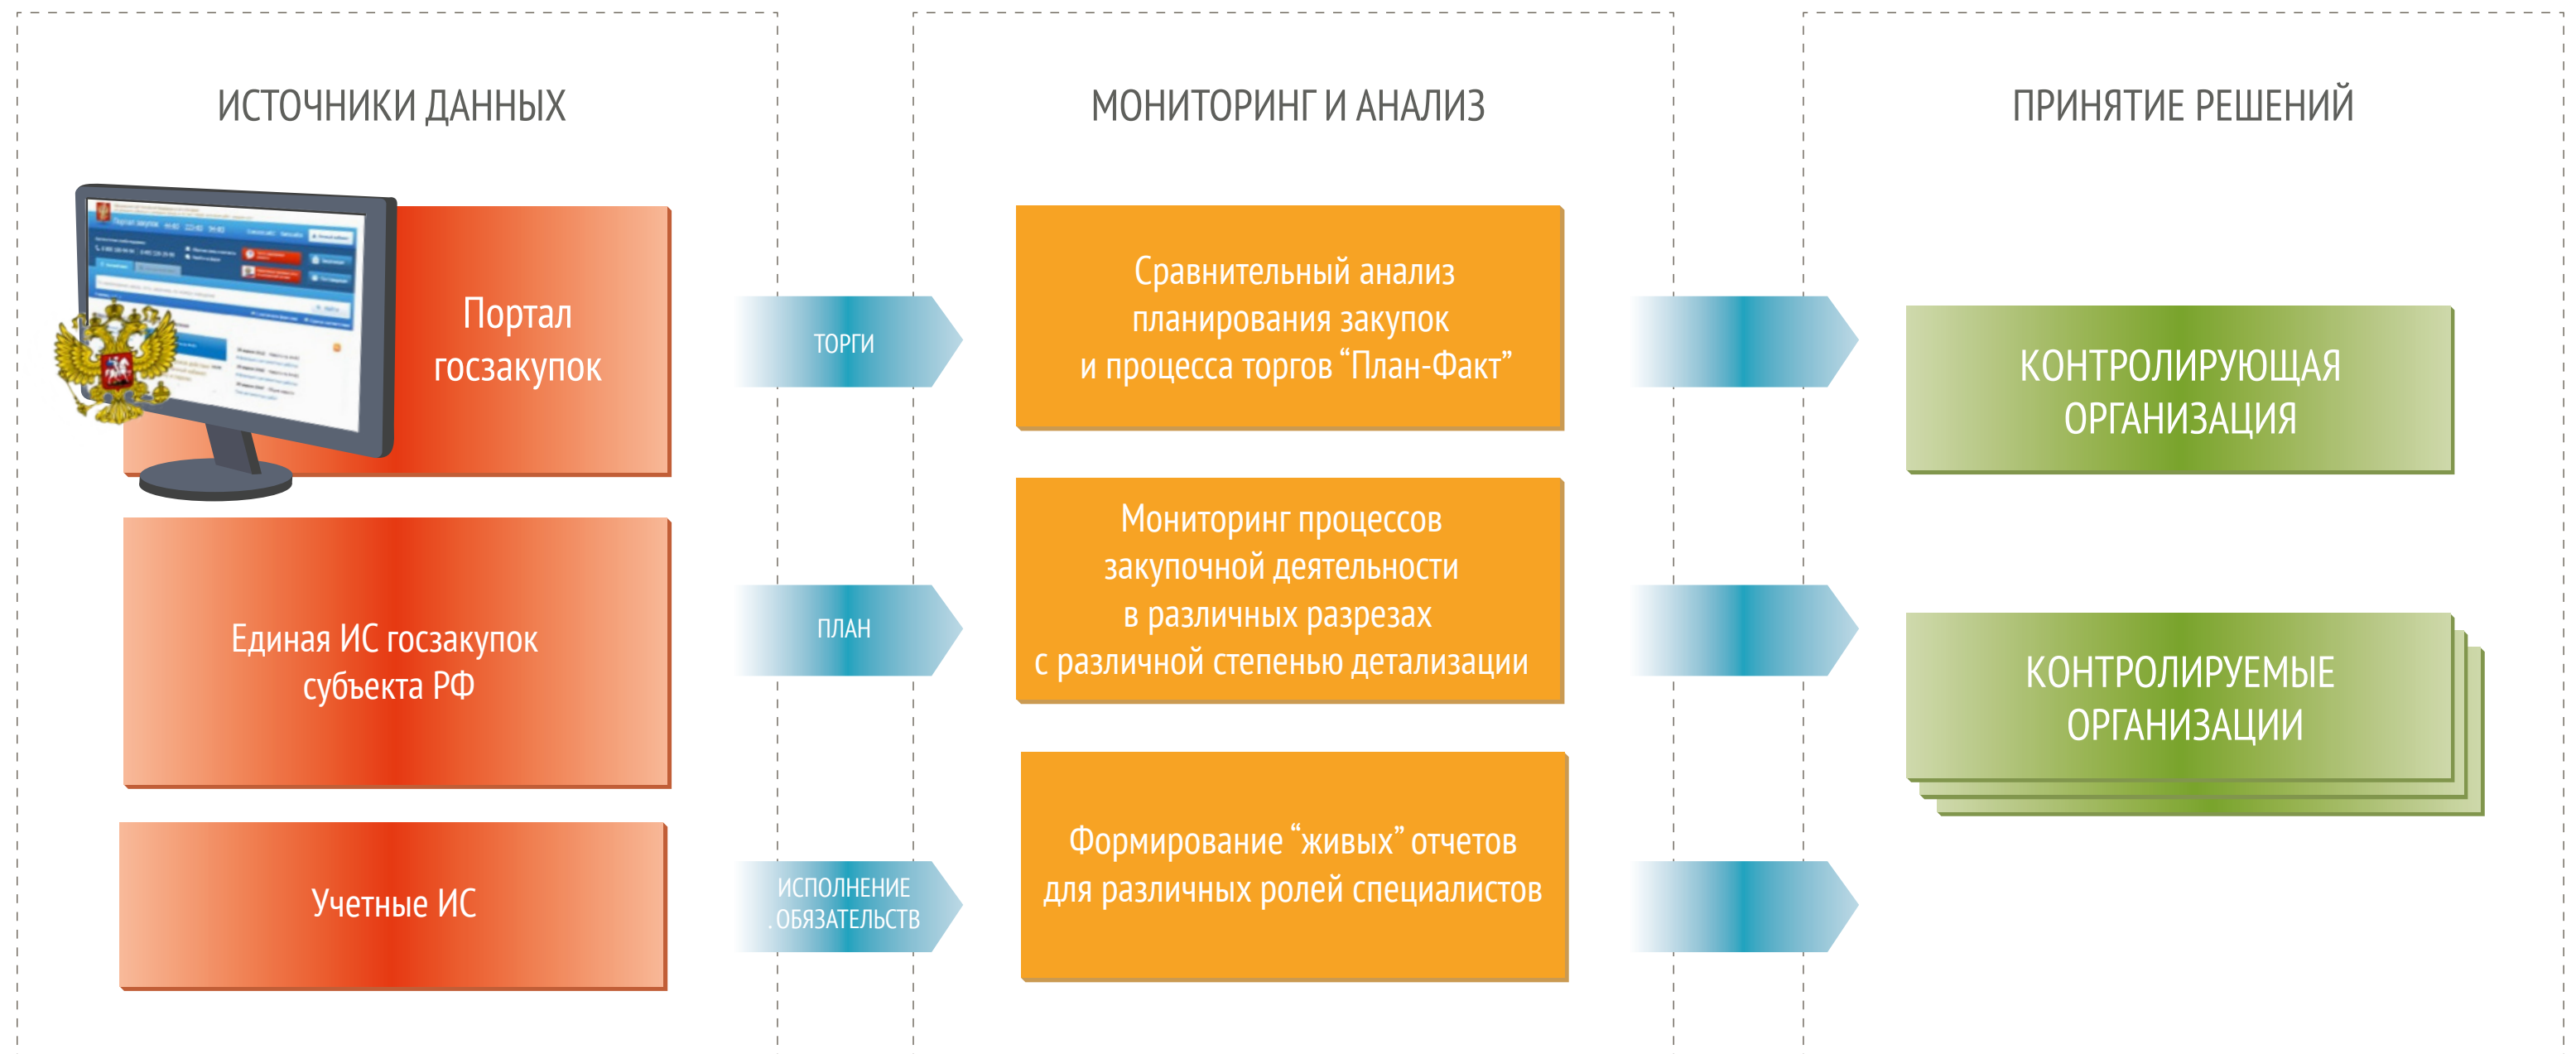 ИСТОЧНИКИ ДАННЫХ
Портал закупок
Портал
госзакупок
Единая ИС госзакупок
субъекта РФ
Учетные ИС
ТОРГИ
ПЛАН
ИСПОЛНЕНИЕ
. ОБЯЗАТЕЛЬСТВ
МОНИТОРИНГ И АНАЛИЗ
Сравнительный анализ
планирования закупок
и процесса торгов “План-Факт”
Мониторинг процессов
закупочной деятельности
в различных разрезах
с различной степенью детализации
Формирование “живых” отчетов
для различных ролей специалистов
ПРИНЯТИЕ РЕШЕНИЙ
КОНТРОЛИРУЮЩАЯ
ОРГАНИЗАЦИЯ
КОНТРОЛИРУЕМЫЕ
ОРГАНИЗАЦИИ